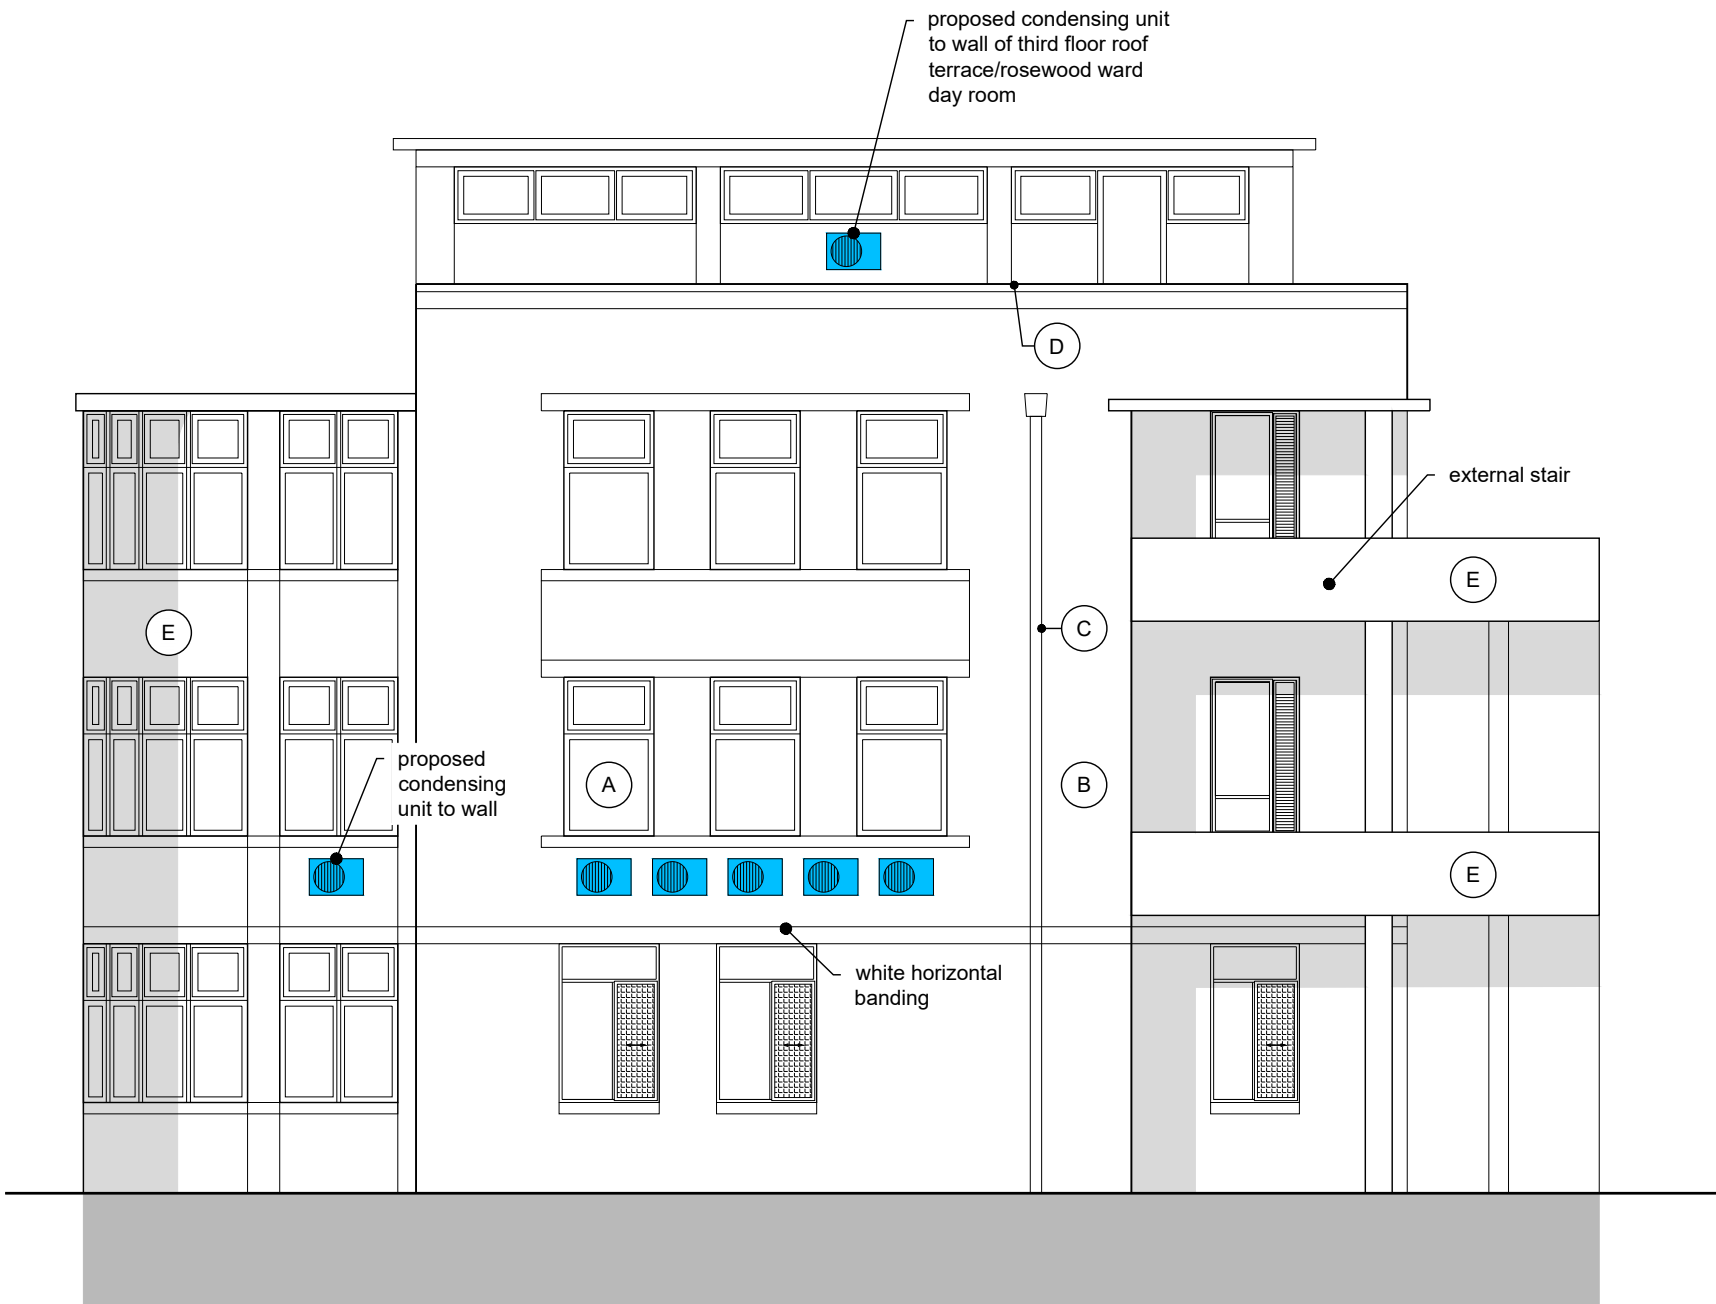 proposed condensing unit
to wall of third floor roof
terrace/rosewood ward
day room
D
external stair
E
E
C
proposed
condensing
unit to wall
A
B
E
white horizontal
banding